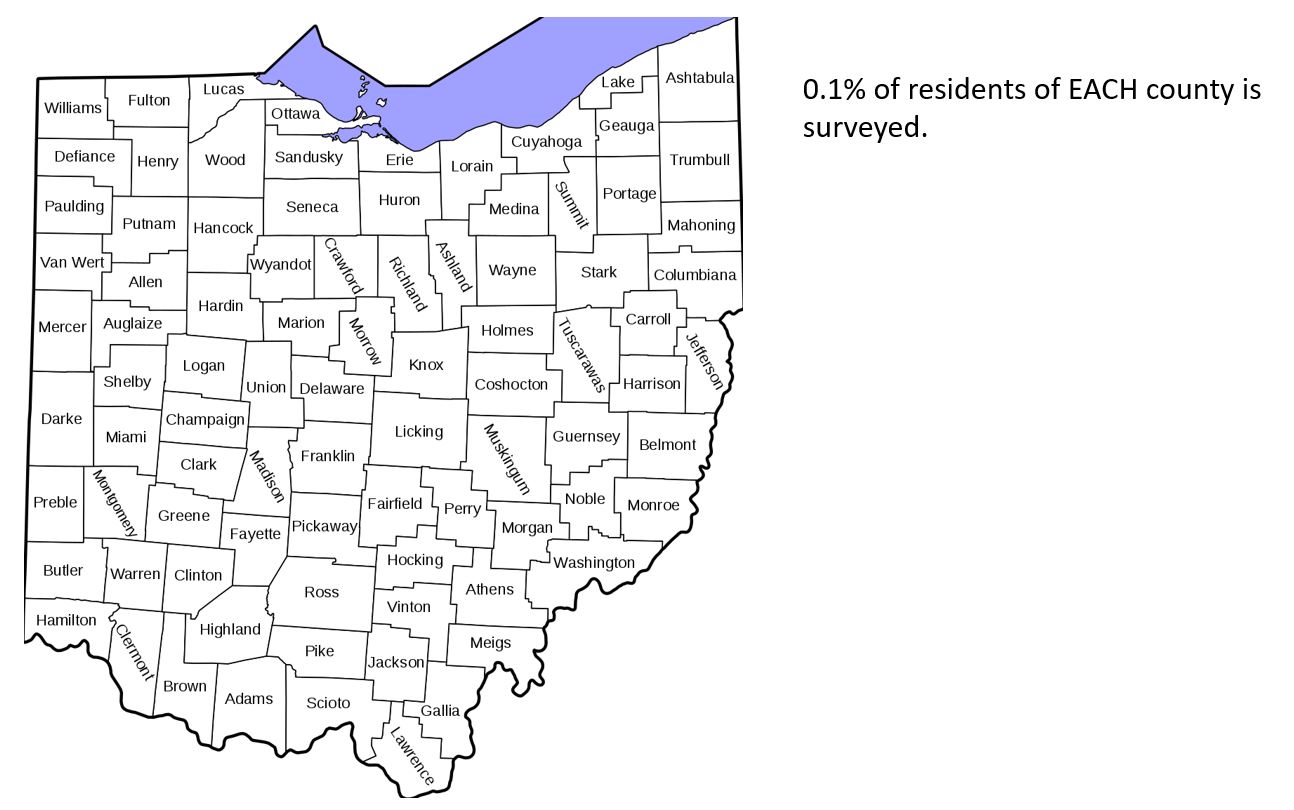 0.1% of residents of EACH county is
surveyed.
Williams
Fulton
Lucas
Ottawa
Lake
Ashtabula
Geauga
Cuyahoga
Defiance
Henry
Wood
Sandusky
Erie
Lorain
Trumbull
Paulding
Putnam
Hancock
Seneca
Huron
Medina
Summit
Portage
Mahoning
Van Wert
Allen
Wyandot
Crawford
Richland
Ashland
Wayne
Stark
Columbiana
Mercer
Auglaize
Hardin
Marion
Morrow
Holmes
Tuscarawas
Carroll
Jefferson
Shelby
Logan
Union
Delaware
Knox
Coshocton
Harrison
Darke
Miami
Champaign
Licking
Muskingum
Guernsey
Belmont
Clark
Madison
Franklin
Preble
Montgomery
Greene
Fayette
Pickaway
Fairfield
Perry
Morgan
Noble
Monroe
Butler
Warren
Clinton
Ross
Hocking
Athens
Washington
Vinton
Hamilton
Clermont
Highland
Pike
Jackson
Meigs
Brown
Adams
Scioto
Gallia
Lawrence